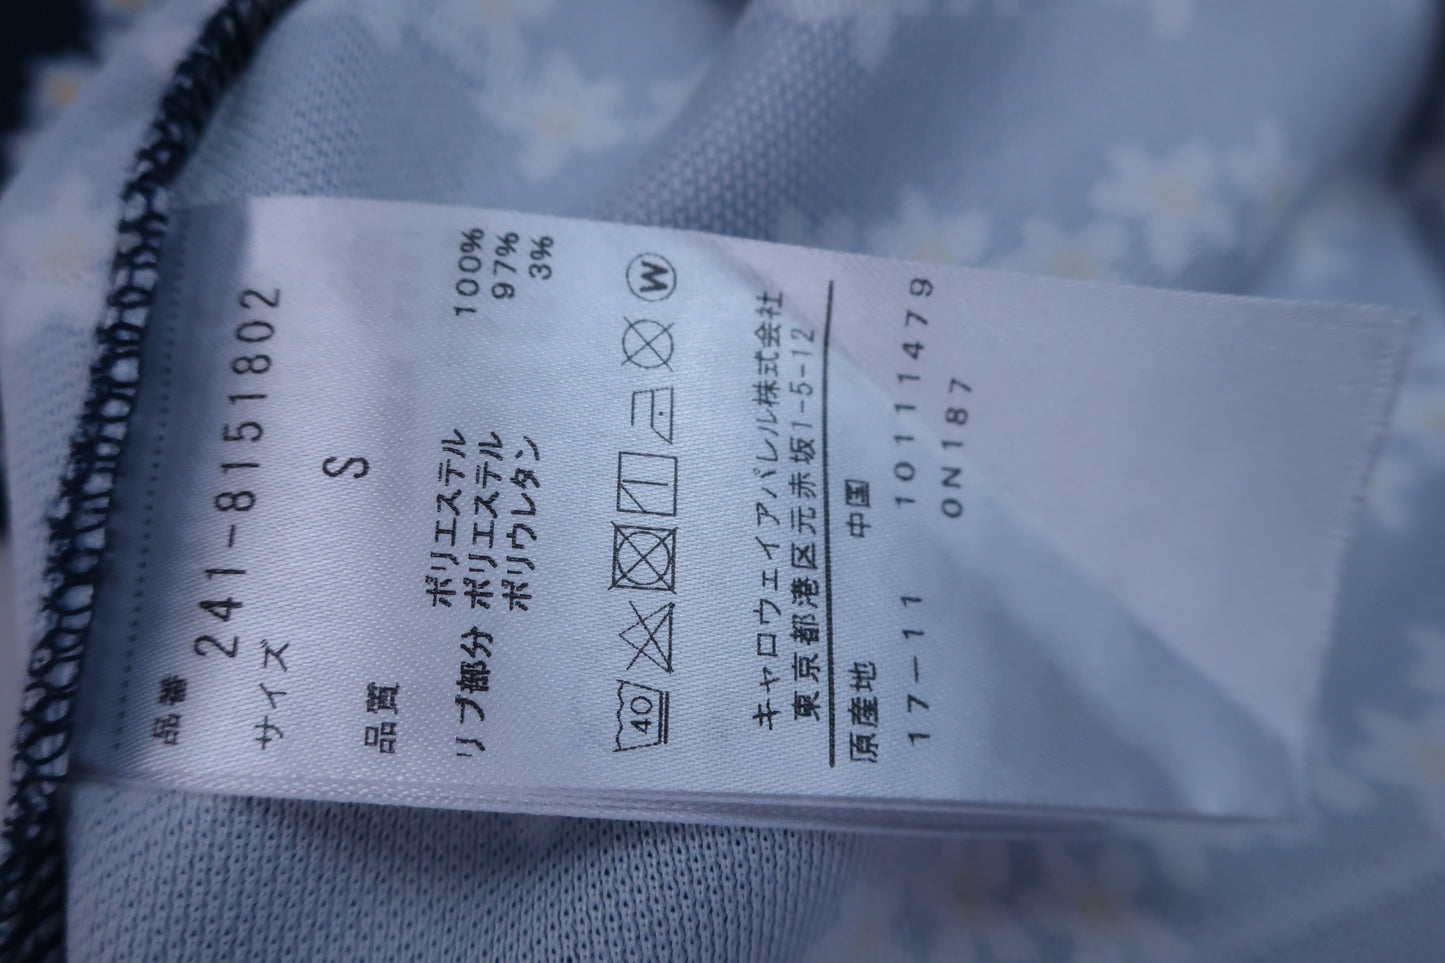 品番
241-8151802
サイズ
S
品質
ポリエステル 100%
リブ部分 ポリエステル 97%
ポリウレタン 3%
40 W
キャロウェイアパレル株式会社
東京都港区元赤坂1-5-12
原産地 中国
17-11 10111479
0N187